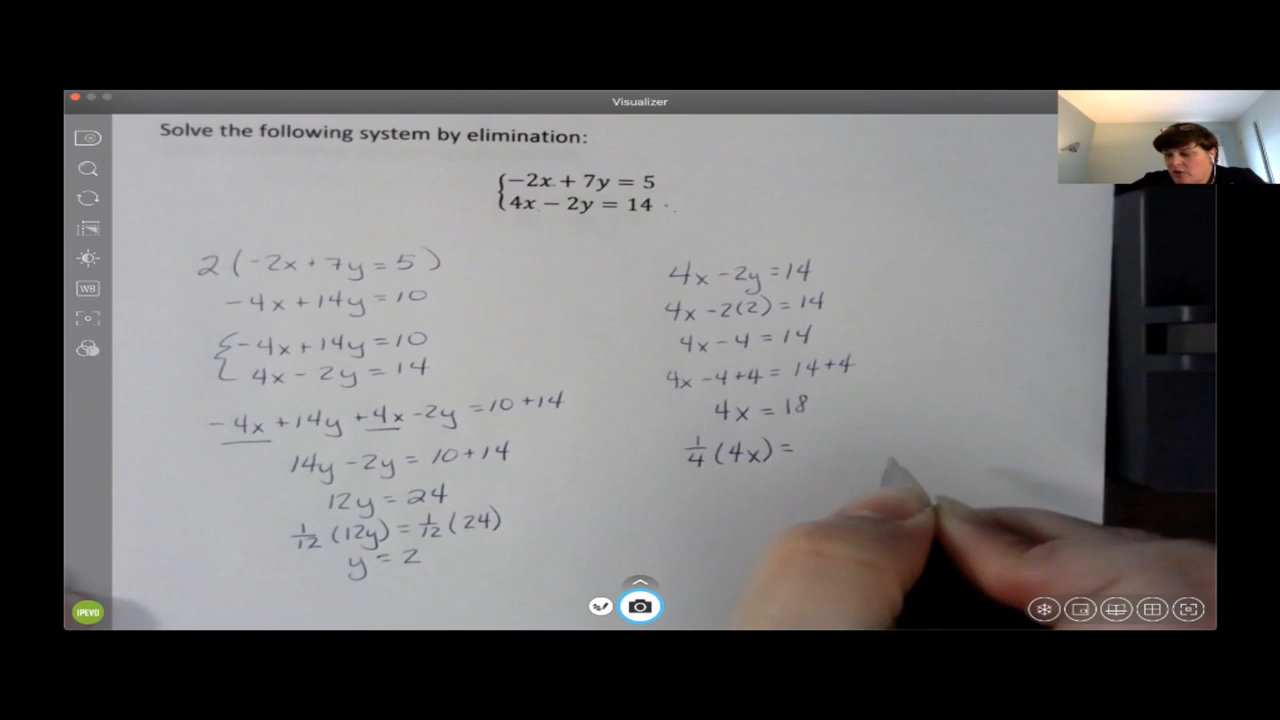 Visualizer
Solve the following system by elimination:
−2x + 7y = 5
4x − 2y = 14
2 ( -2x + 7y = 5 )
-4x + 14y = 10
-4x + 14y = 10
4x - 2y = 14
-4x + 14y + 4x - 2y = 10 + 14
14y - 2y = 10 + 14
12y = 24
1/12 (12y) = 1/12 (24)
y = 2
4x - 2y = 14
4x - 2(2) = 14
4x - 4 = 14
4x - 4 + 4 = 14 + 4
4x = 18
1/4 (4x) =
WB
IPEVO